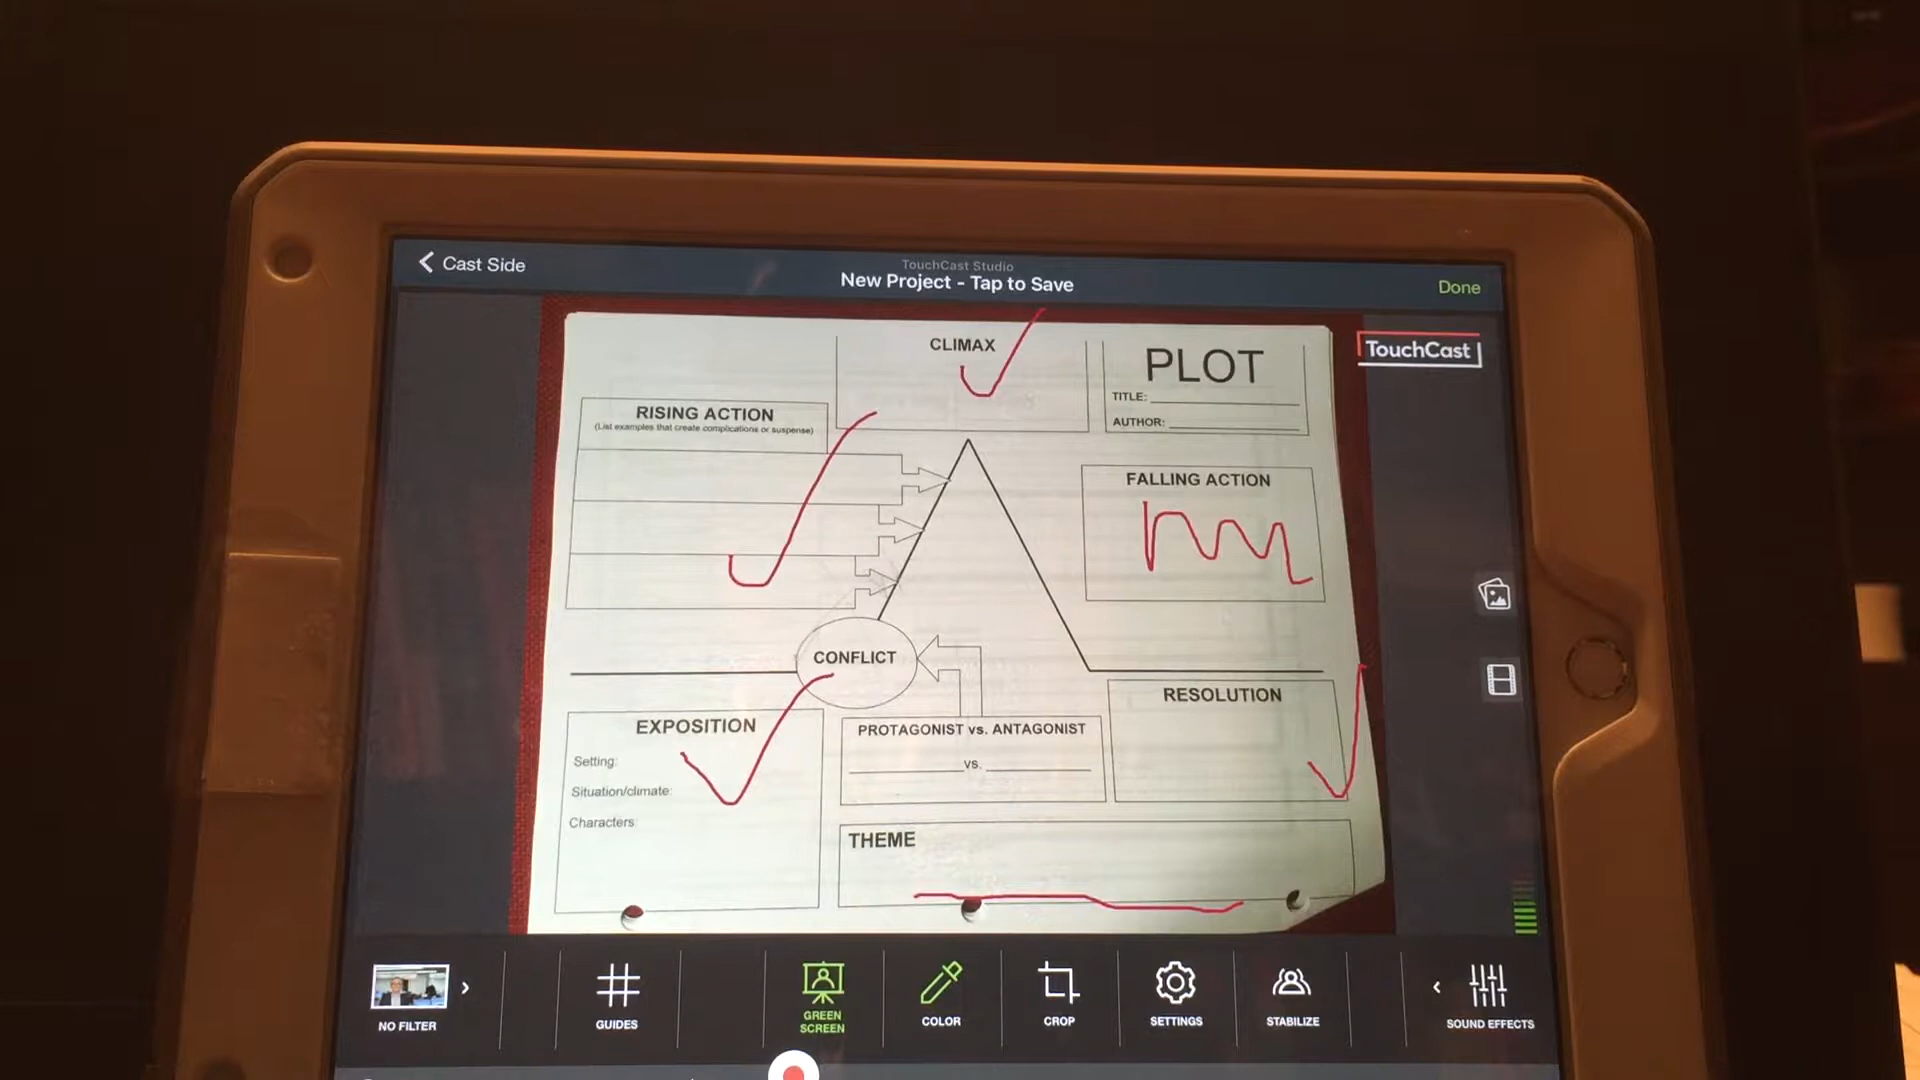 Cast Side
TouchCast Studio
New Project - Tap to Save
Done
TouchCast
CLIMAX
PLOT
TITLE:
AUTHOR:
RISING ACTION
(List examples that create complications or suspense)
FALLING ACTION
CONFLICT
RESOLUTION
EXPOSITION
Setting:
Situation/climate:
Characters:
PROTAGONIST vs. ANTAGONIST
vs.
THEME
NO FILTER
GUIDES
GREEN
SCREEN
COLOR
CROP
SETTINGS
STABILIZE
SOUND EFFECTS